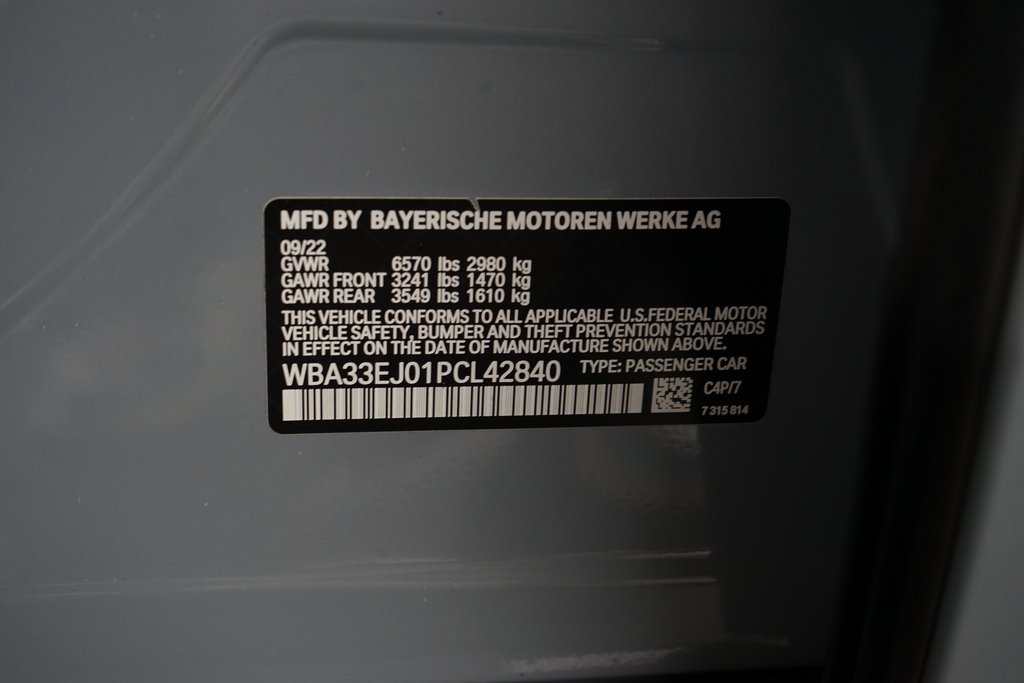 MFD BY BAYERISCHE MOTOREN WERKE AG
09/22
GVWR 6570 lbs 2980 kg
GAWR FRONT 3241 lbs 1470 kg
GAWR REAR 3549 lbs 1610 kg
THIS VEHICLE CONFORMS TO ALL APPLICABLE U.S.FEDERAL MOTOR
VEHICLE SAFETY, BUMPER AND THEFT PREVENTION STANDARDS
IN EFFECT ON THE DATE OF MANUFACTURE SHOWN ABOVE.
WBA33EJ01PCL42840 TYPE: PASSENGER CAR
C4P/7
7 315 814